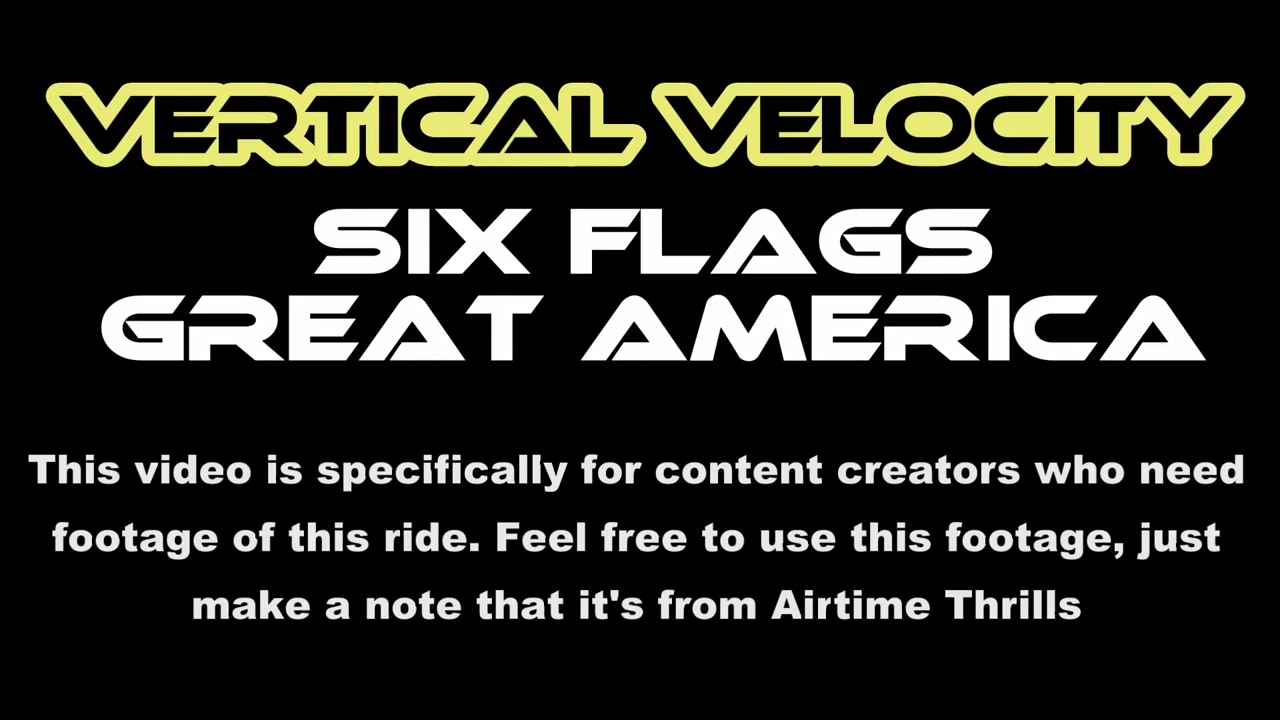 VERTICAL VELOCITY
SIX FLAGS
GREAT AMERICA
This video is specifically for content creators who need
footage of this ride. Feel free to use this footage, just
make a note that it's from Airtime Thrills